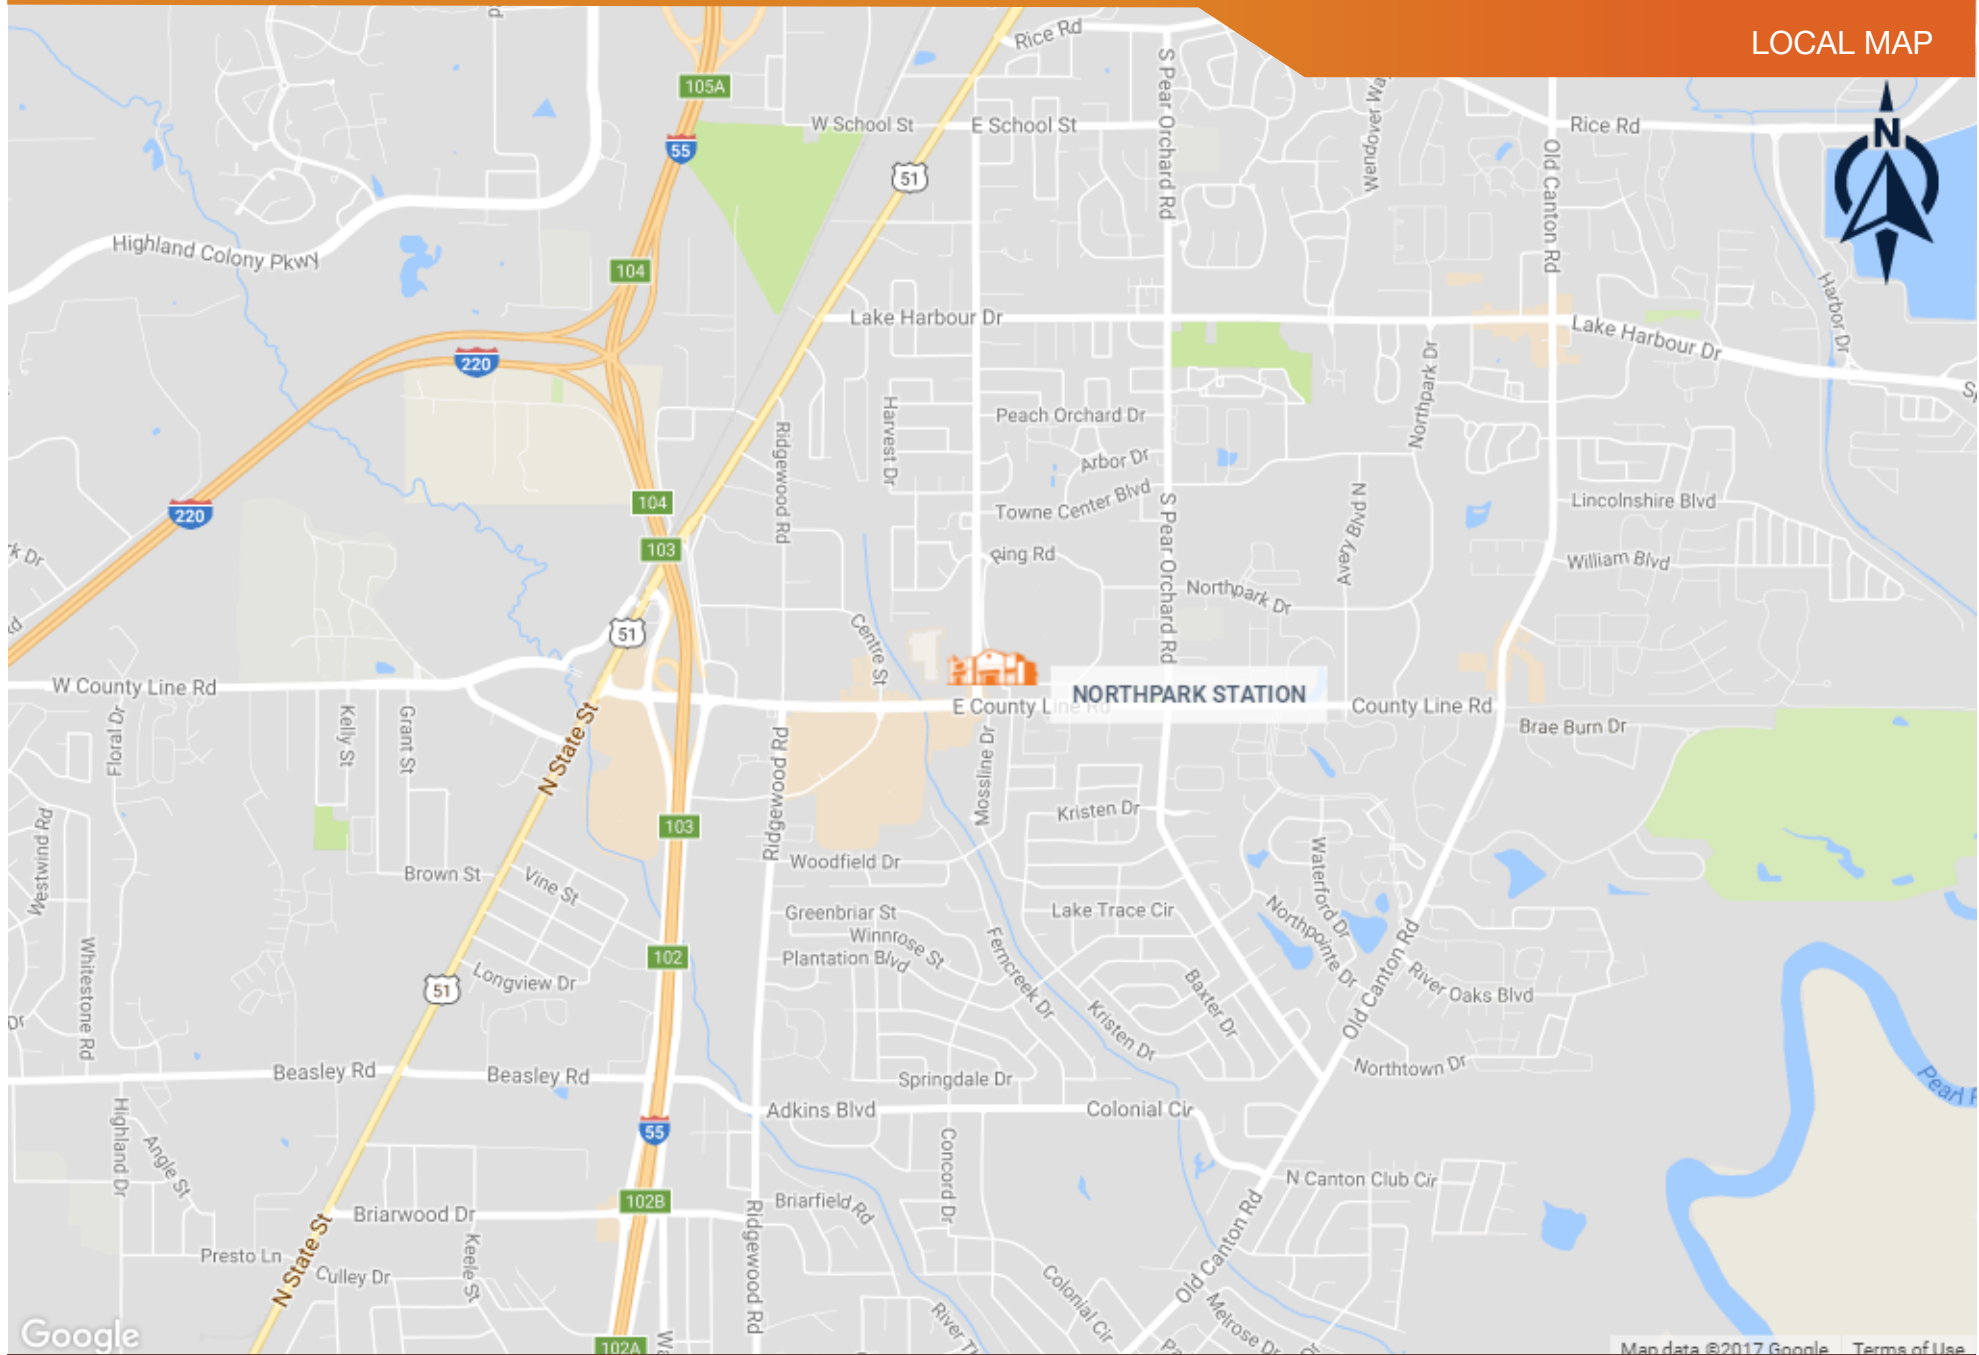 LOCAL MAP
Rice Rd
105A
W School St
E School St
S Pear Orchard Rd
Rice Rd
N
55
51
Old Canton Rd
Highland Colony Pkwy
104
Harbor Dr
Lake Harbour Dr
Lake Harbour Dr
220
Northpark Dr
Peach Orchard Dr
Harvest Dr
Ridgewood Rd
Arbor Dr
Towne Center Blvd
104
220
Lincolnshire Blvd
S Pear Orchard Rd
Avery Blvd N
103
Ring Rd
William Blvd
Northpark Dr
51
Centre St
W County Line Rd
NORTHPARK STATION
E County Line Rd
County Line Rd
Brae Burn Dr
Floral Dr
Kelly St
Grant St
N State St
Ridgewood Rd
Mossline Dr
Kristen Dr
103
Westwind Rd
Woodfield Dr
Brown St
Vine St
Waterford Dr
Greenbriar St
Lake Trace Cir
Winnrose St
Northpointe Dr
Plantation Blvd
102
Ferncreek Dr
Whitestone Rd
51
Longview Dr
Baxter Dr
Old Canton Rd
River Oaks Blvd
Kristen Dr
Beasley Rd
Beasley Rd
Springdale Dr
Northtown Dr
Adkins Blvd
Colonial Cir
55
Highland Dr
Angle St
Concord Dr
N Canton Club Cir
102B
Briarfield Rd
Briarwood Dr
Ridgewood Rd
Presto Ln
N State St
Culley Dr
Keele St
Old Canton Rd
Colonial Cir
Melrose Dr
102A
Google
Map data ©2017 Google
Terms of Use